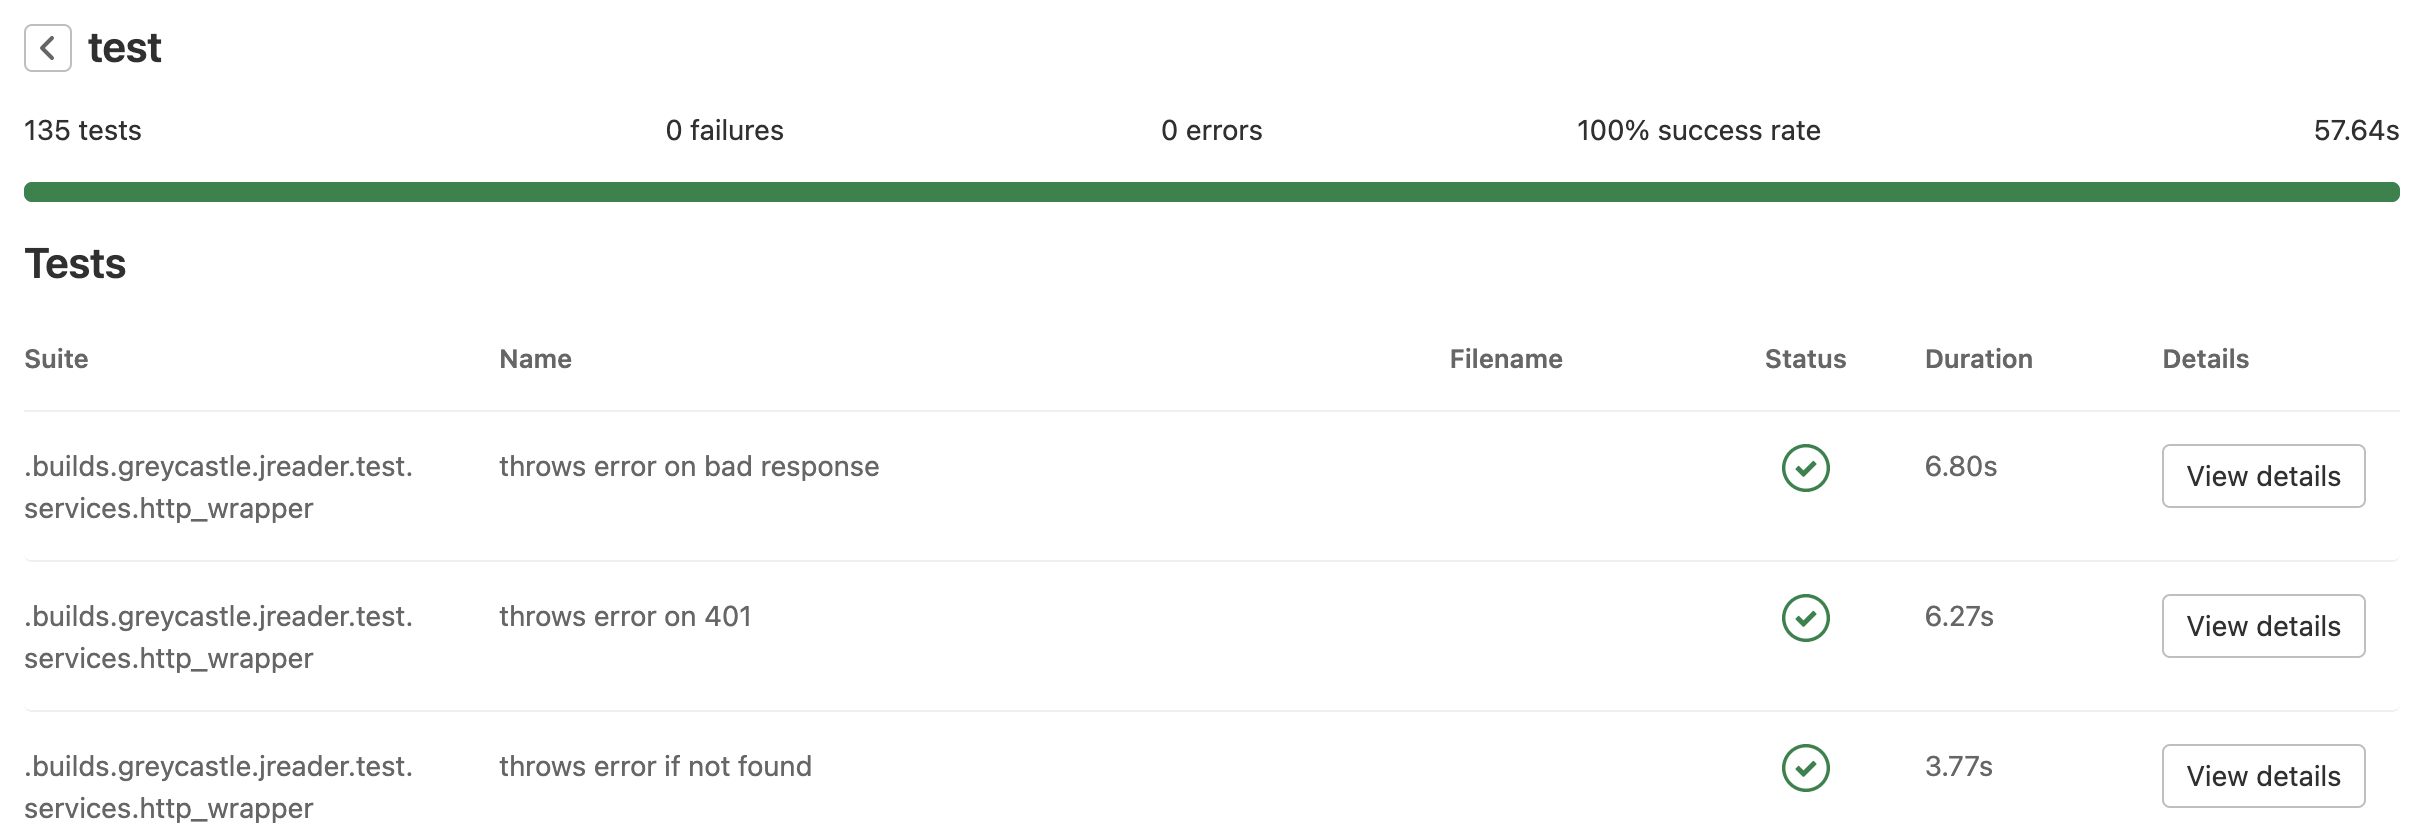 test
135 tests 0 failures 0 errors 100% success rate 57.64s
Tests
Suite Name Filename Status Duration Details
.builds.greycastle.jreader.test. throws error on bad response 6.80s View details
services.http_wrapper
.builds.greycastle.jreader.test. throws error on 401 6.27s View details
services.http_wrapper
.builds.greycastle.jreader.test. throws error if not found 3.77s View details
services.http_wrapper